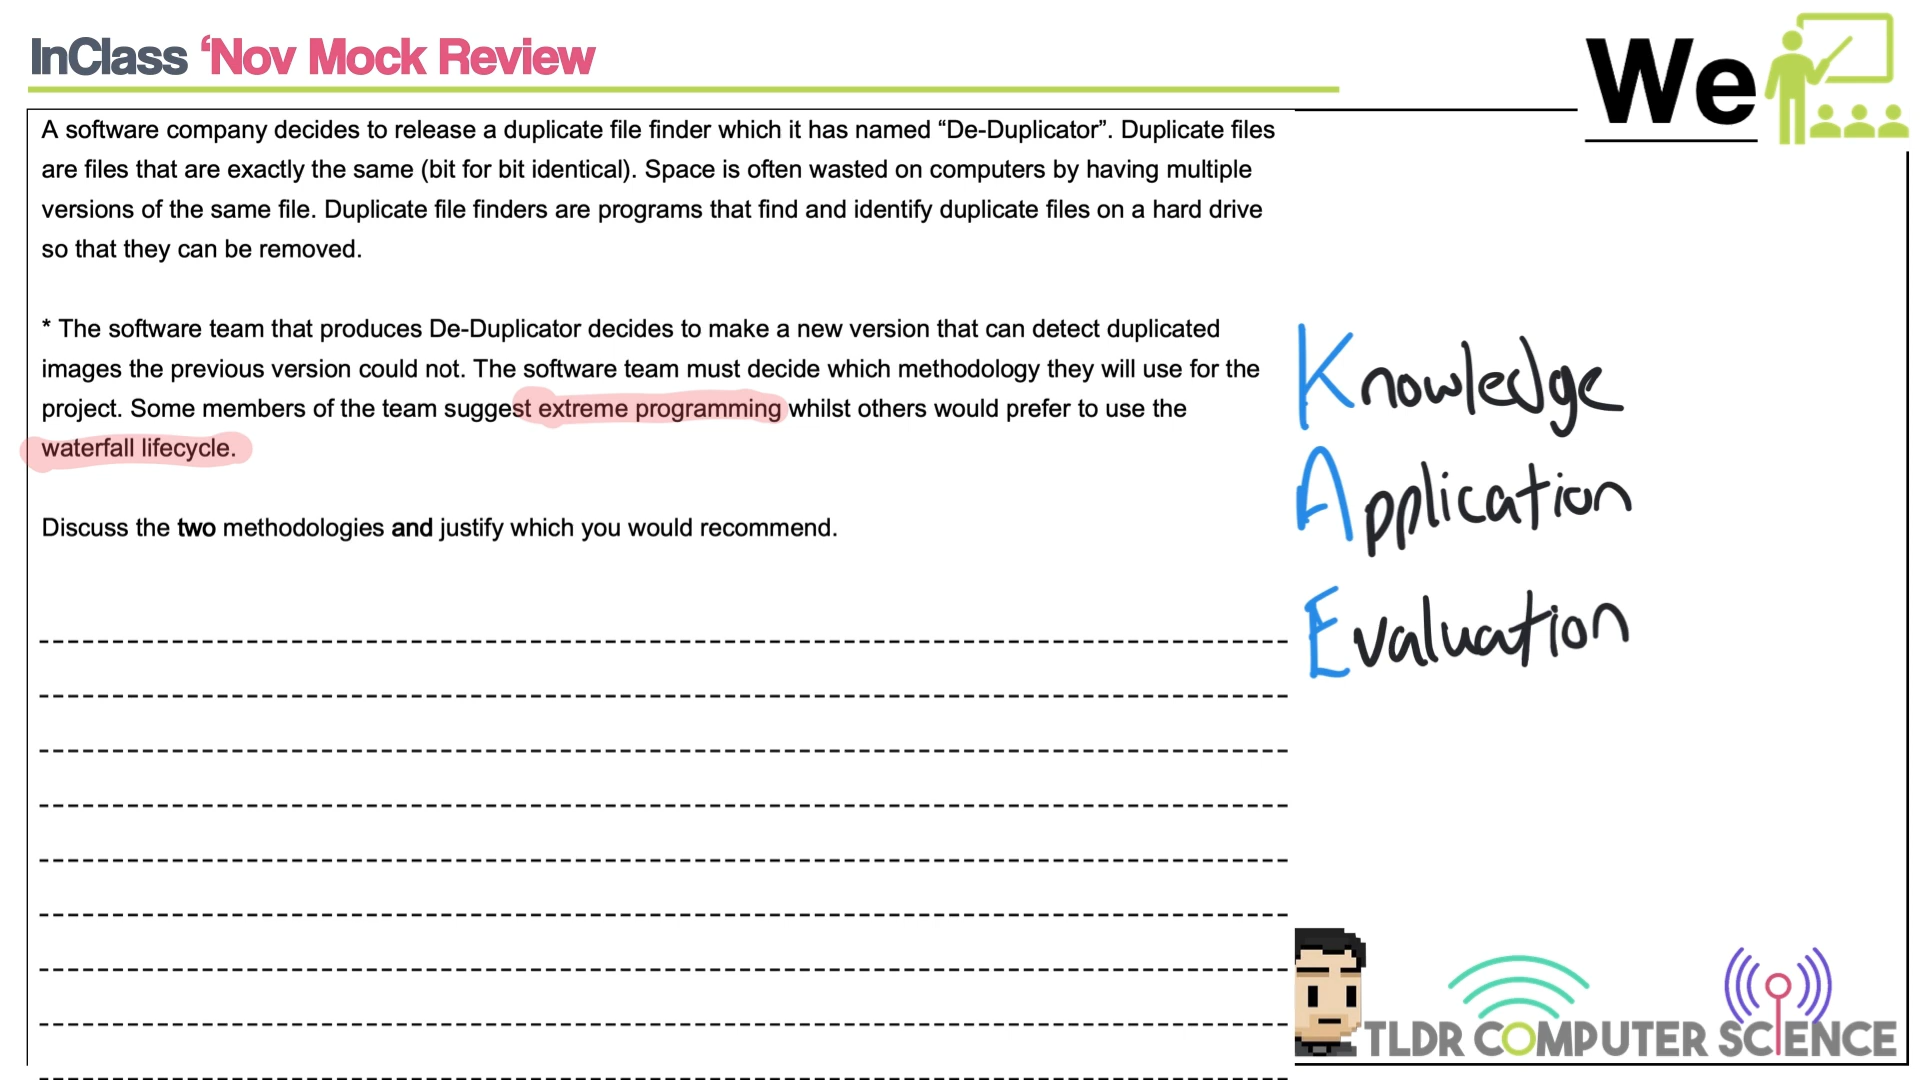 InClass ‘Nov Mock Review
We
A software company decides to release a duplicate file finder which it has named “De-Duplicator”. Duplicate files
are files that are exactly the same (bit for bit identical). Space is often wasted on computers by having multiple
versions of the same file. Duplicate file finders are programs that find and identify duplicate files on a hard drive
so that they can be removed.
* The software team that produces De-Duplicator decides to make a new version that can detect duplicated
images the previous version could not. The software team must decide which methodology they will use for the
project. Some members of the team suggest extreme programming whilst others would prefer to use the
waterfall lifecycle.
Discuss the two methodologies and justify which you would recommend.
Knowledge
Application
Evaluation
TLDR COMPUTER SCIENCE